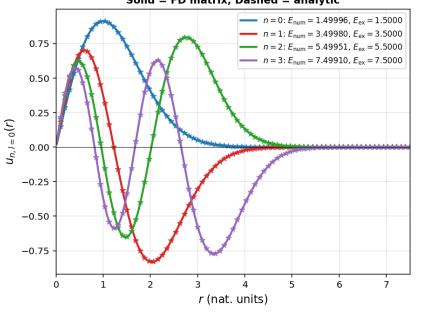 Solid = FD matrix, Dashed = analytic
n = 0: E_num = 1.49996, E_ex = 1.5000
n = 1: E_num = 3.49980, E_ex = 3.5000
n = 2: E_num = 5.49951, E_ex = 5.5000
n = 3: E_num = 7.49910, E_ex = 7.5000
u_{n, l = 0}(r)
0.75
0.50
0.25
0.00
−0.25
−0.50
−0.75
0 1 2 3 4 5 6 7
r (nat. units)